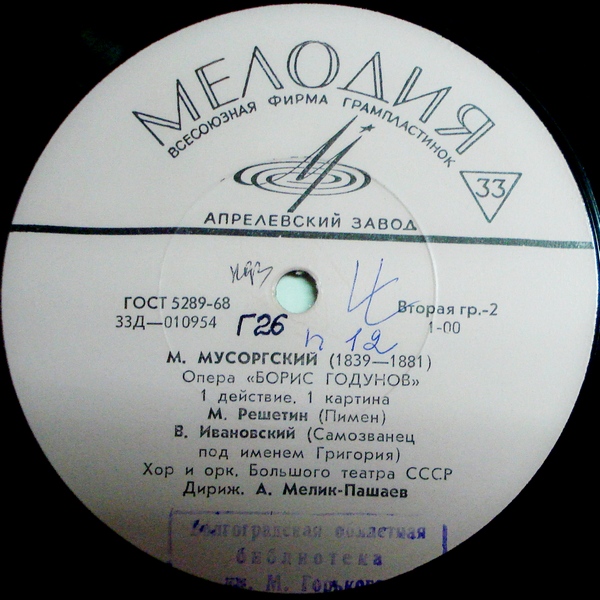 МЕЛОДИЯ
ВСЕСОЮЗНАЯ ФИРМА ГРАМПЛАСТИНОК
33
АПРЕЛЕВСКИЙ ЗАВОД
ГОСТ 5289-68
Вторая гр.-2
33Д—010954
1-00
Г26
п 12
М. МУСОРГСКИЙ (1839—1881)
Опера «БОРИС ГОДУНОВ»
1 действие, 1 картина
М. Решетин (Пимен)
В. Ивановский (Самозванец
под именем Григория)
Хор и орк. Большого театра СССР
Дириж. А. Мелик-Пашаев
Волгоградская областная
библиотека
им. М. Горького